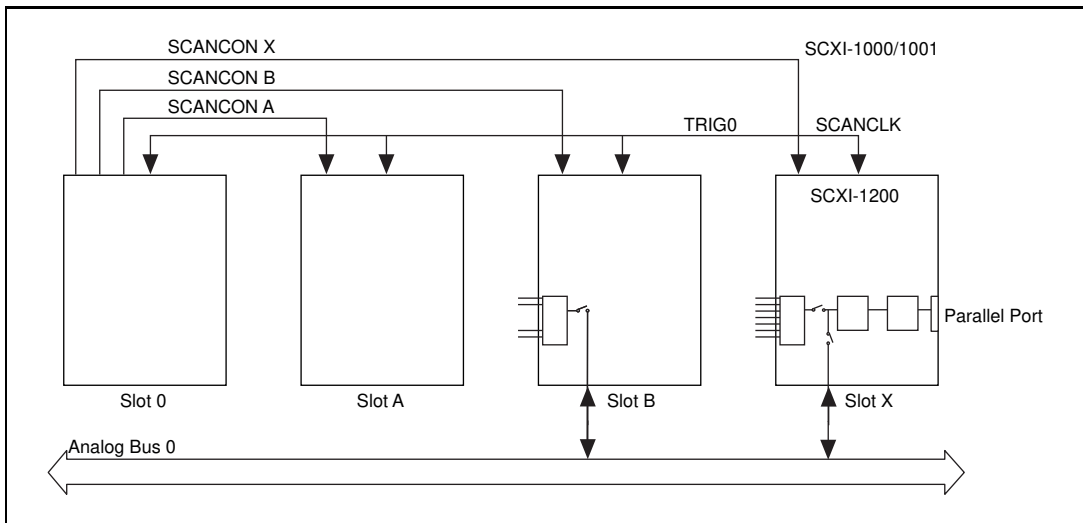 SCANCON X
SCXI-1000/1001
SCANCON B
SCANCON A
TRIG0
SCANCLK
SCXI-1200
Parallel Port
Slot 0
Slot A
Slot B
Slot X
Analog Bus 0